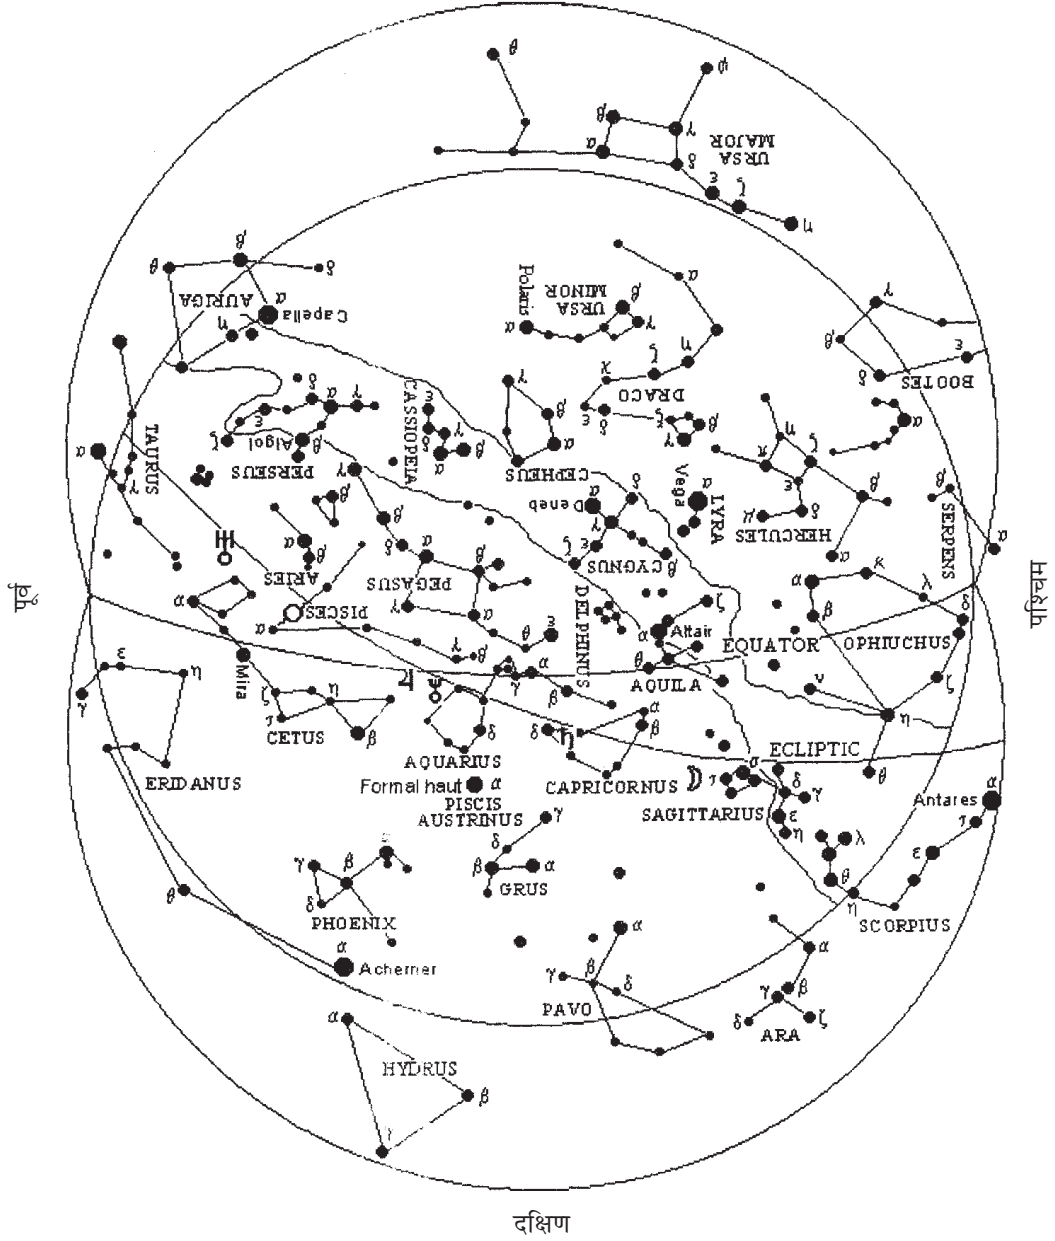 θ
ψ
β
γ
α
δ
URSA
MAJOR
ε
ζ
η
θ
β
δ
AURIGA
α
Capella
η
Polaris
URSA
MINOR
α
β
γ
α
η
ζ
χ
DRACO
ε
δ
ξ
β
γ
γ
β
δ
ε
BOOTES
α
TAURUS
α
γ
δ
α
γ
ε
ζ
Algol
β
PERSEUS
CASSIOPEIA
ε
δ
γ
α
β
γ
β
α
CEPHEUS
η
π
ζ
ε
β
μ
δ
HERCULES
α
SERPENS
α
Vega
α
LYRA
α
Deneb
δ
γ
ε
ζ
β
CYGNUS
γ
β
δ
α
β
PEGASUS
γ
α
θ
ε
β
α
β
ARIES
α
PISCES
α
γ
β
DELPHINUS
ζ
α
Altair
θ
AQUILA
EQUATOR
α
κ
λ
β
δ
OPHIUCHUS
ν
ζ
η
θ
पूर्व
पश्चिम
ε
η
γ
ERIDANUS
Mira
ζ
η
τ
CETUS
β
γ
α
β
δ
AQUARIUS
α
β
δ
CAPRICORNUS
ECLIPTIC
σ
τ
δ
γ
SAGITTARIUS
ε
η
Formal haut
α
PISCIS
AUSTRINUS
γ
δ
β
α
GRUS
α
Antares
τ
ε
λ
θ
η
SCORPIUS
γ
β
ε
δ
PHOENIX
θ
α
Achemer
α
γ
β
δ
PAVO
α
γ
β
δ
ζ
ARA
α
HYDRUS
β
γ
दक्षिण